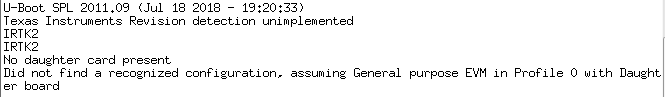 U-Boot SPL 2011.09 (Jul 18 2018 - 19:20:33)
Texas Instruments Revision detection unimplemented
IRTK2
IRTK2
No daughter card present
Did not find a recognized configuration, assuming General purpose EVM in Profile 0 with Daught
er board